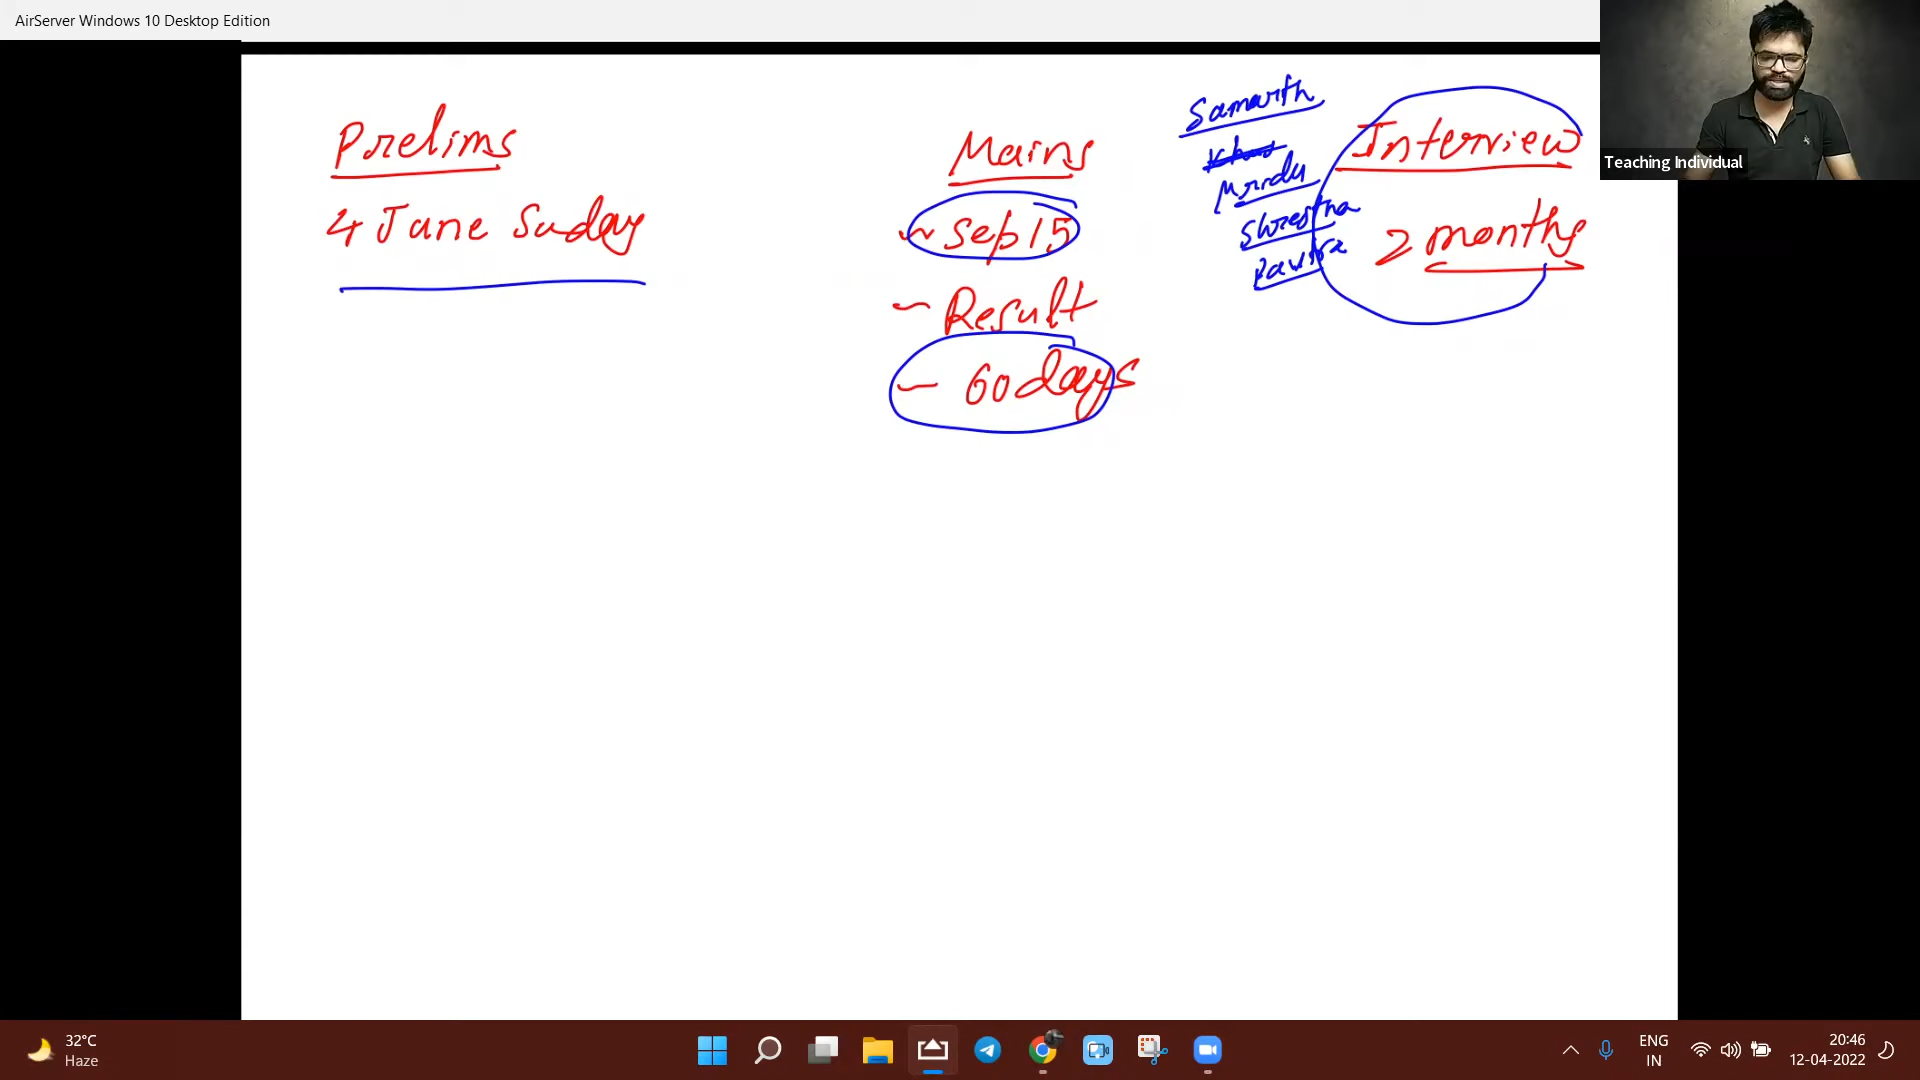 AirServer Windows 10 Desktop Edition
Prelims
4 June Suday
Mains
~ Sep 15
- Result
- 60 days
Samarth
Mridu
Shrestha
Interview
2 months
Teaching Individual
32°C
Haze
ENG
IN
20:46
12-04-2022